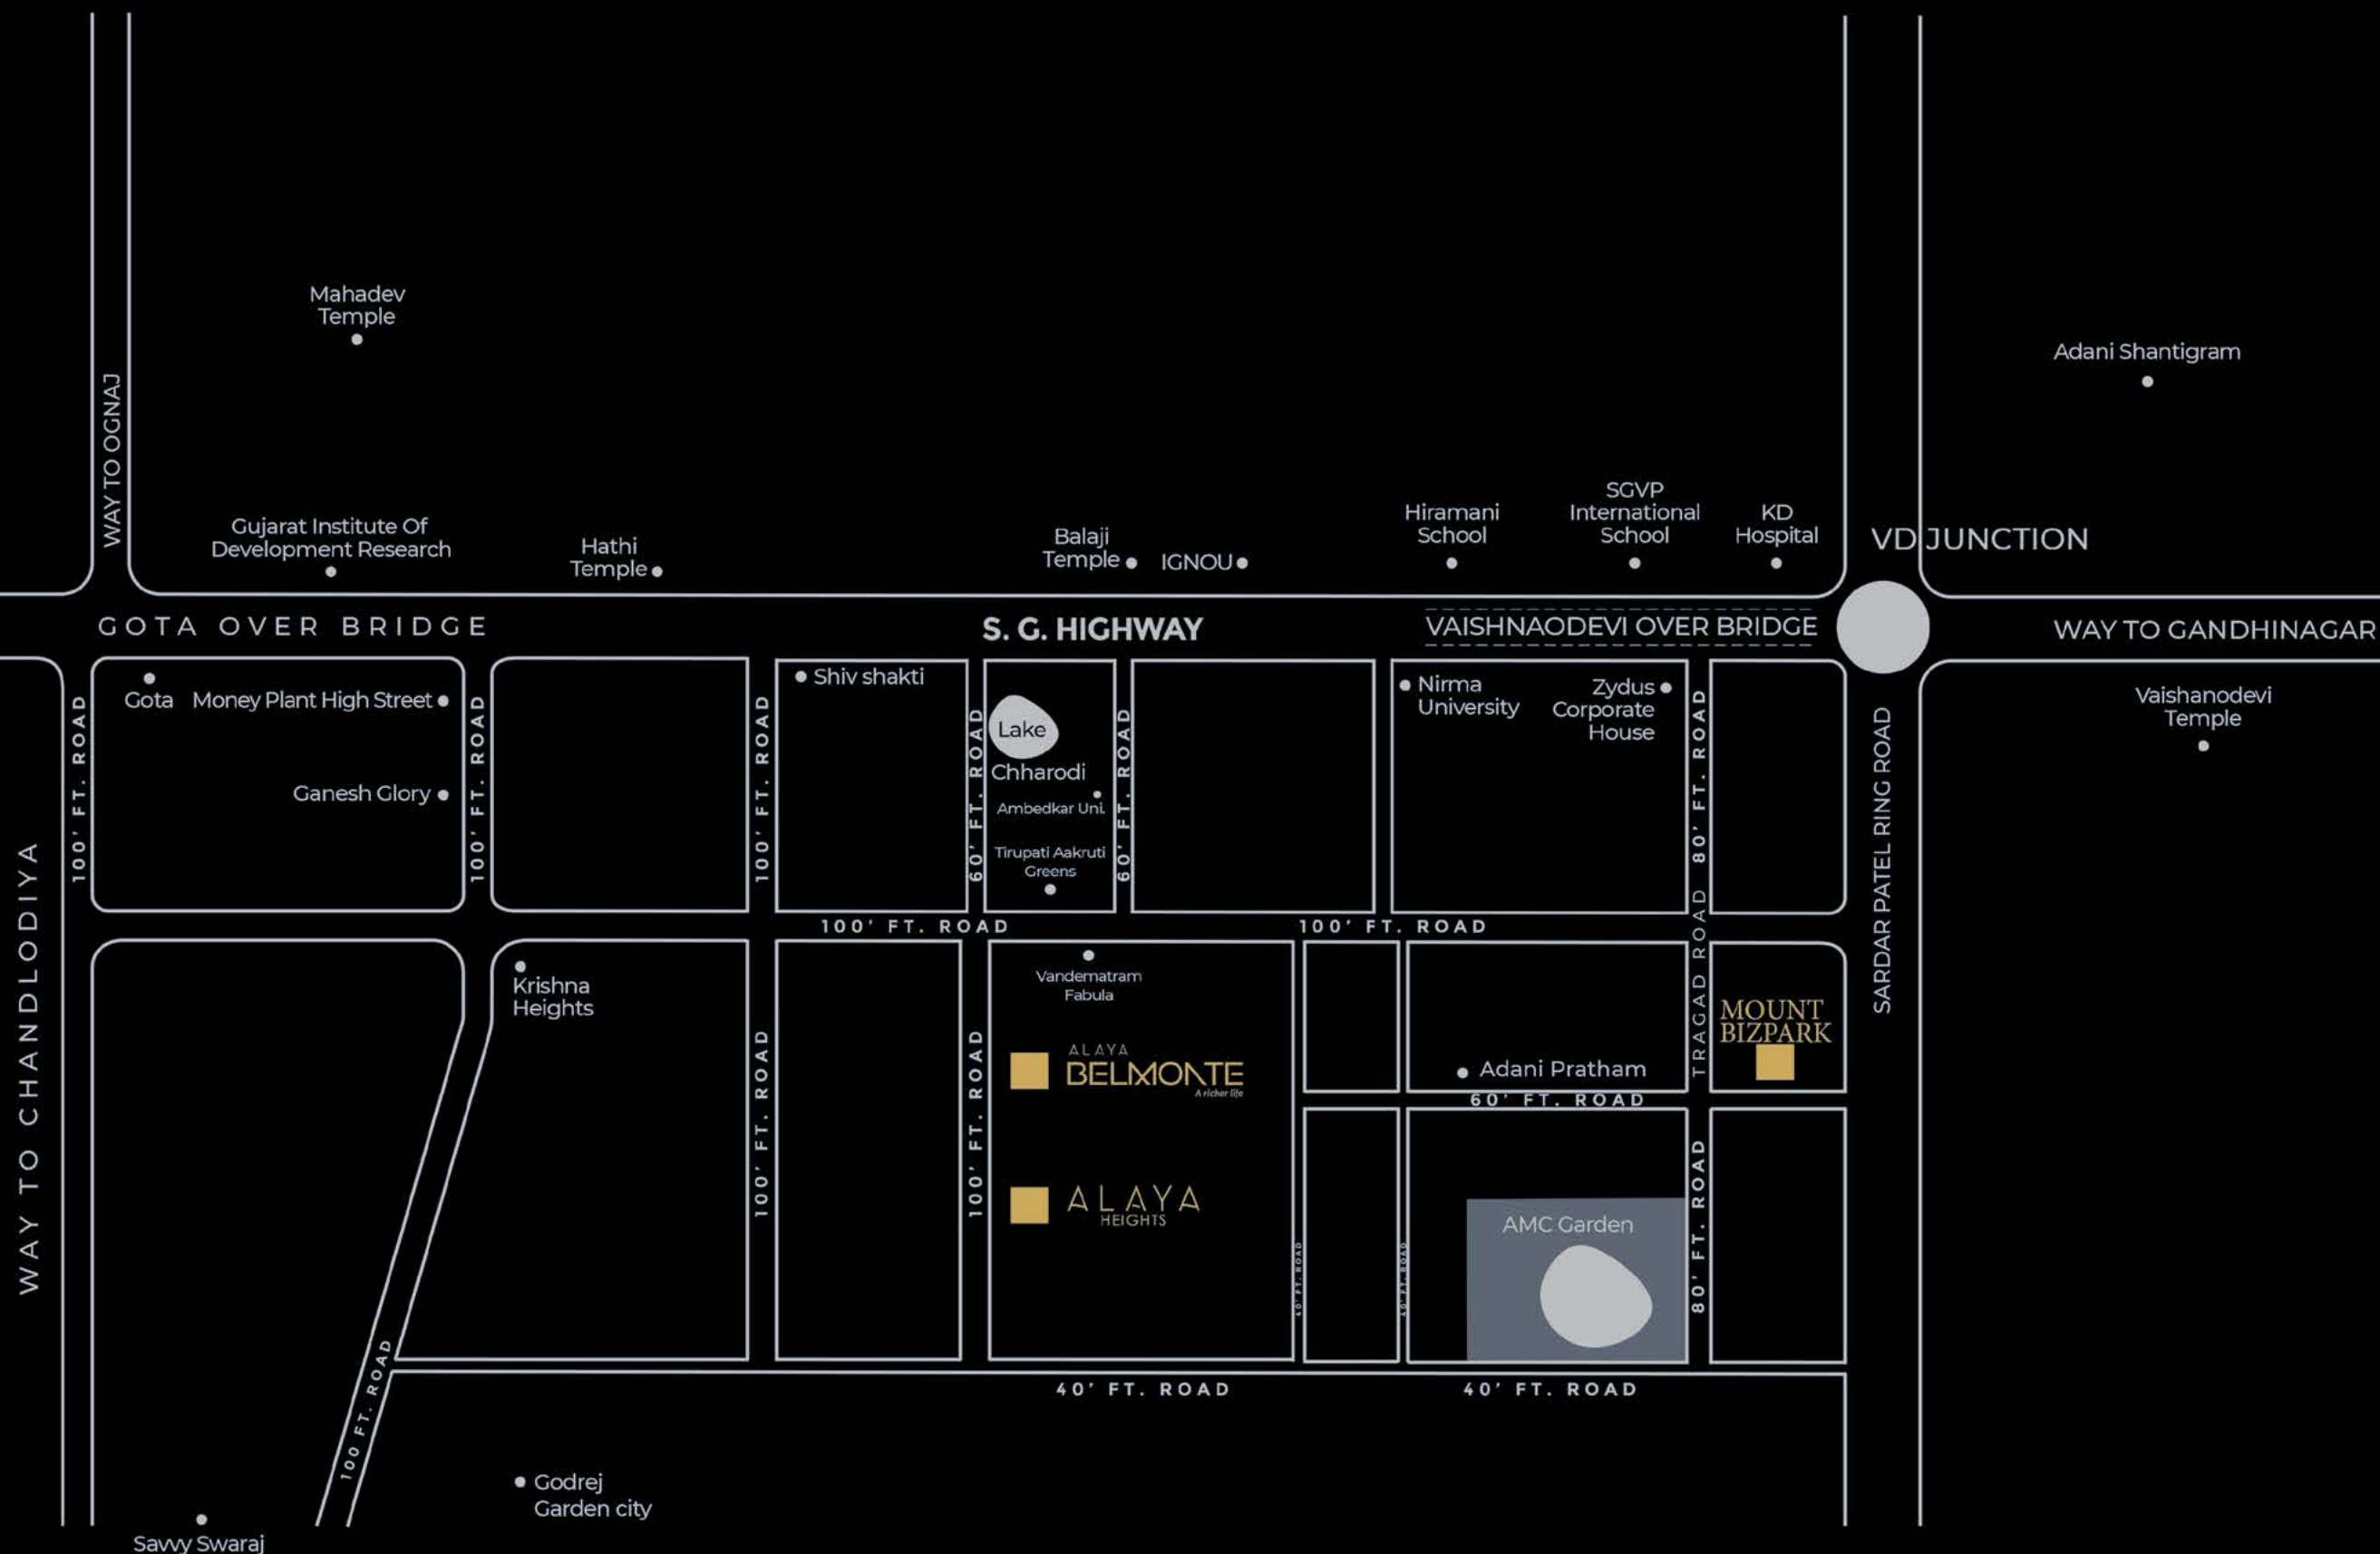 Mahadev
Temple
Adani Shantigram
WAY TO OGNAJ
Gujarat Institute Of
Development Research
Hathi
Temple
Balaji
Temple
IGNOU
Hiramani
School
SGVP
International
School
KD
Hospital
VD JUNCTION
GOTA OVER BRIDGE
S. G. HIGHWAY
VAISHNAODEVI OVER BRIDGE
WAY TO GANDHINAGAR
Gota
Money Plant High Street
Ganesh Glory
100' FT. ROAD
100' FT. ROAD
100' FT. ROAD
Shiv shakti
60' FT. ROAD
Lake
Chharodi
Ambedkar Uni.
Tirupati Aakruti
Greens
60' FT. ROAD
Nirma
University
Zydus
Corporate
House
80' FT. ROAD
SARDAR PATEL RING ROAD
Vaishanodevi
Temple
WAY TO CHANDLODIYA
100' FT. ROAD
100' FT. ROAD
TRAGAD ROAD
Krishna
Heights
100' FT. ROAD
100' FT. ROAD
Vandematram
Fabula
ALAYA
BELMONTE
A richer life
ALAYA
HEIGHTS
Adani Pratham
60' FT. ROAD
MOUNT
BIZPARK
40' FT. ROAD
40' FT. ROAD
AMC Garden
80' FT. ROAD
100 FT. ROAD
40' FT. ROAD
40' FT. ROAD
Godrej
Garden city
Savvy Swaraj